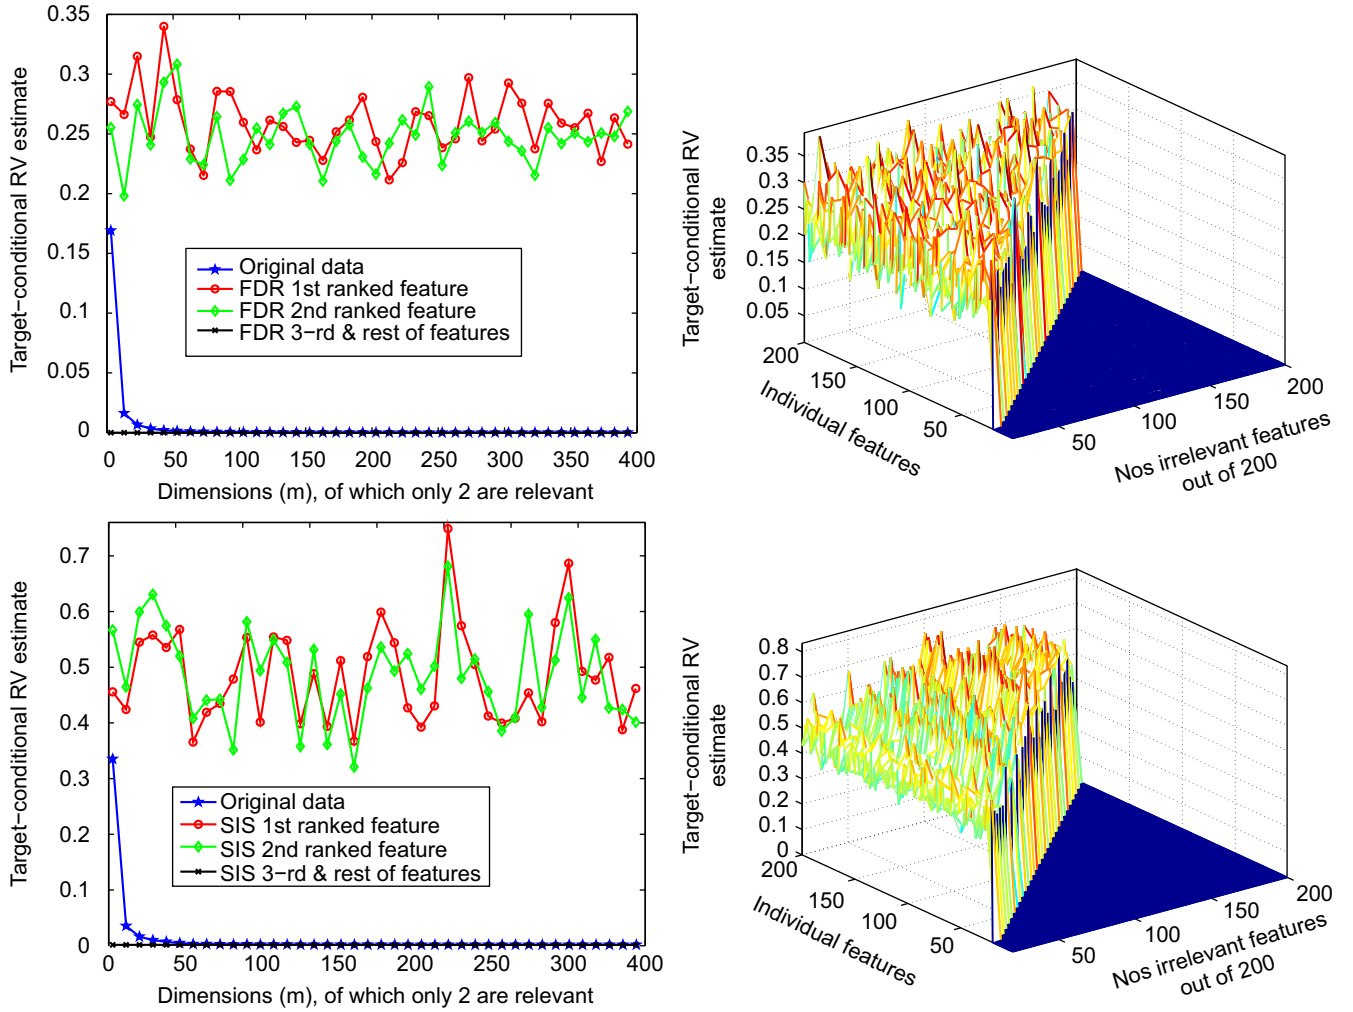 Target−conditional RV estimate
0.35
0.3
0.25
0.2
0.15
0.1
0.05
0
Original data
FDR 1st ranked feature
FDR 2nd ranked feature
FDR 3−rd & rest of features
0 50 100 150 200 250 300 350 400
Dimensions (m), of which only 2 are relevant
Target−conditional RV
estimate
0.35
0.3
0.25
0.2
0.15
0.1
0.05
200
150
100
50
Individual features
50
100
150
200
Nos irrelevant features
out of 200
Target−conditional RV estimate
0.7
0.6
0.5
0.4
0.3
0.2
0.1
0
Original data
SIS 1st ranked feature
SIS 2nd ranked feature
SIS 3−rd & rest of features
0 50 100 150 200 250 300 350 400
Dimensions (m), of which only 2 are relevant
Target−conditional RV
estimate
0.8
0.7
0.6
0.5
0.4
0.3
0.2
0.1
0
200
150
100
50
Individual features
50
100
150
200
Nos irrelevant features
out of 200